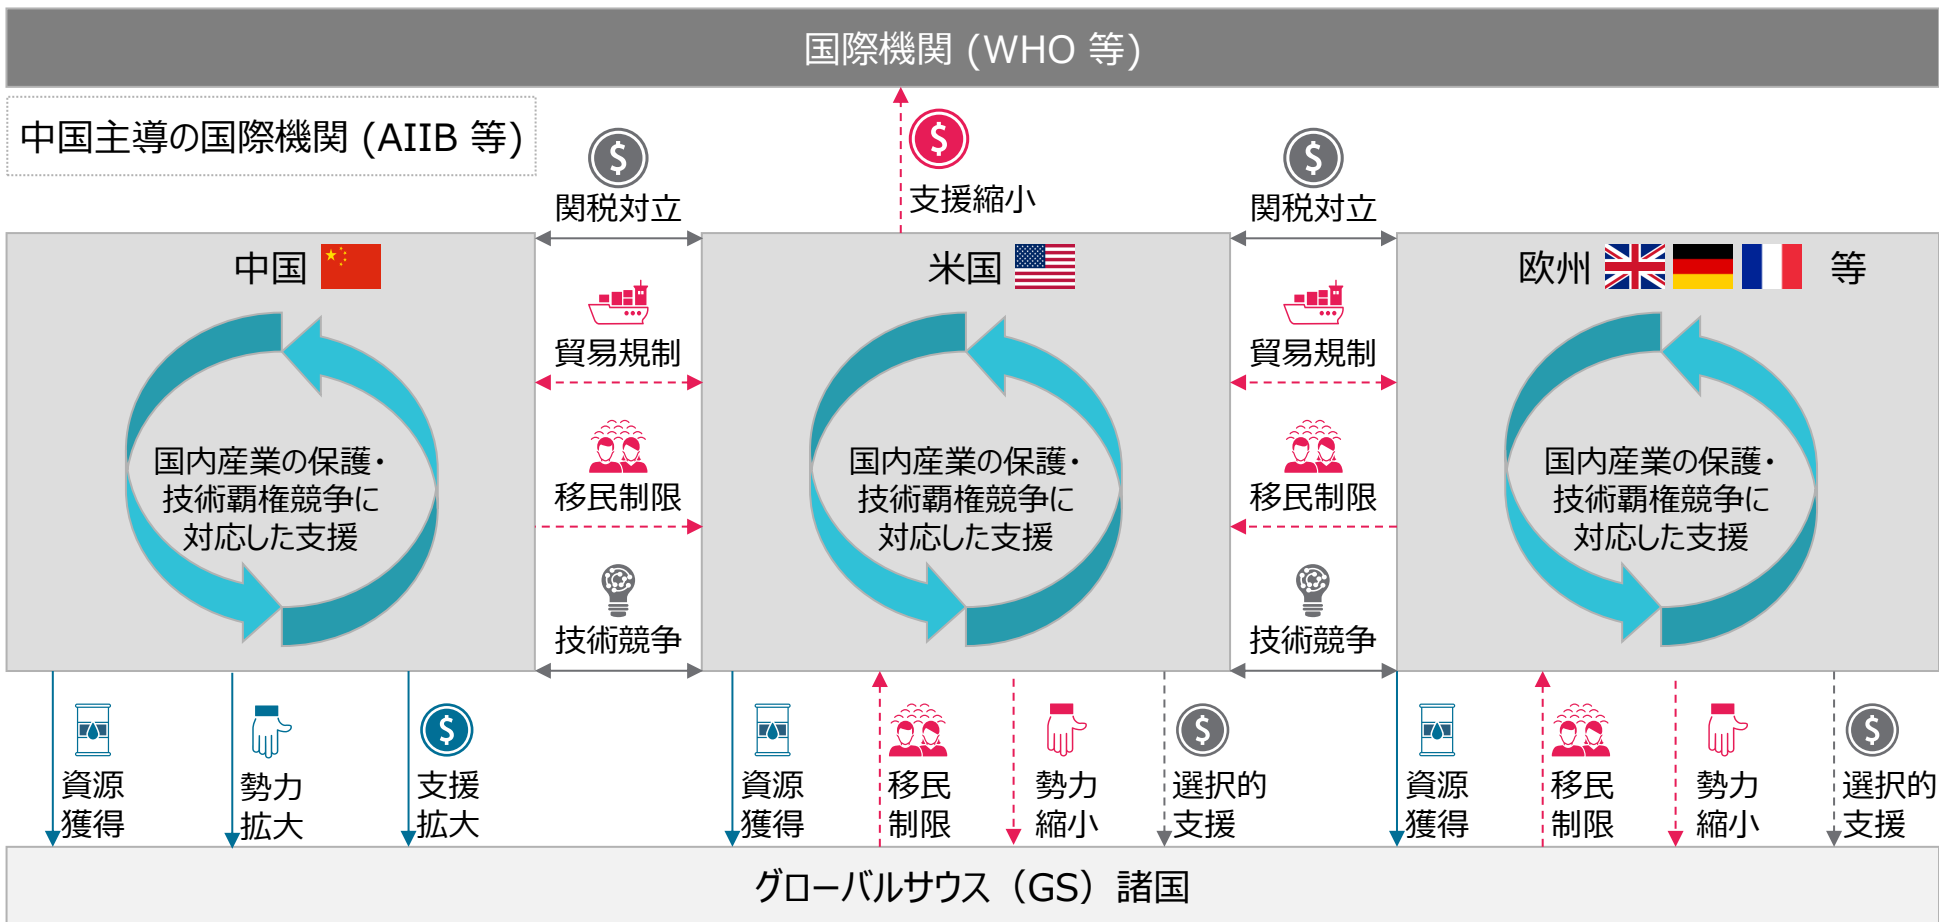 国際機関 (WHO 等)
中国主導の国際機関 (AIIB 等)
支援縮小
関税対立
関税対立
中国
米国
欧州 等
貿易規制
貿易規制
国内産業の保護・
技術覇権競争に
対応した支援
移民制限
国内産業の保護・
技術覇権競争に
対応した支援
移民制限
国内産業の保護・
技術覇権競争に
対応した支援
技術競争
技術競争
資源
獲得
勢力
拡大
支援
拡大
資源
獲得
移民
制限
勢力
縮小
選択的
支援
資源
獲得
移民
制限
勢力
縮小
選択的
支援
グローバルサウス（GS）諸国